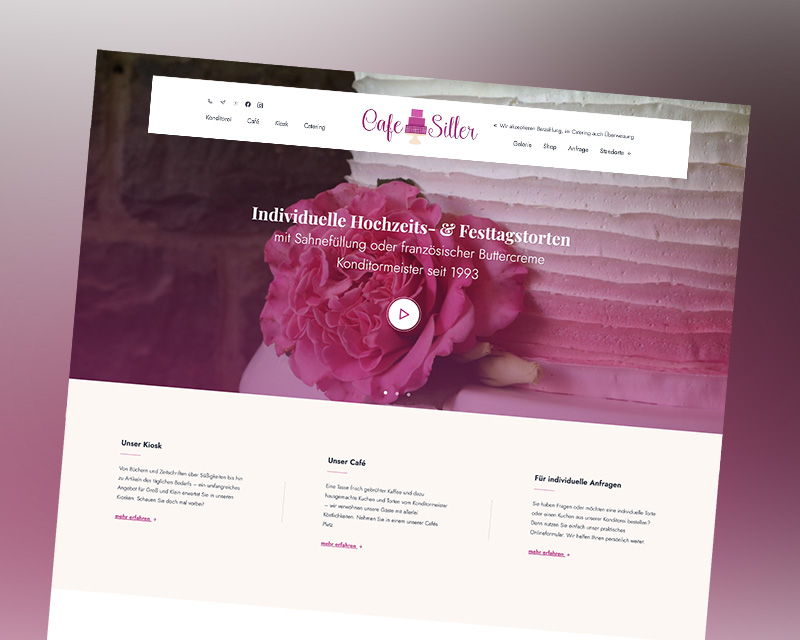 Konditorei Café Kiosk Catering
Cafe Siller
< Wir akzeptieren Barzahlung, im Catering auch Überweisung
Galerie Shop Anfrage Standorte
Individuelle Hochzeits- & Festtagstorten
mit Sahnefüllung oder französischer Buttercreme
Konditormeister seit 1993
Unser Kiosk
Von Büchern und Zeitschriften über Süßigkeiten bis hin
zu Artikeln des täglichen Bedarfs – ein umfangreiches
Angebot für Groß und Klein erwartet Sie in unseren
Kiosken. Schauen Sie doch mal vorbei!
mehr erfahren
Unser Café
Eine Tasse frisch gebrühter Kaffee und dazu
hausgemachte Kuchen und Torten vom Konditormeister
– wir verwöhnen unsere Gäste mit allerlei
Köstlichkeiten. Nehmen Sie in einem unserer Cafés
Platz.
mehr erfahren
Für individuelle Anfragen
Sie haben Fragen oder möchten eine individuelle Torte
oder einen Kuchen aus unserer Konditorei bestellen?
Dann nutzen Sie einfach unser praktisches
Onlineformular. Wir helfen Ihnen persönlich weiter.
mehr erfahren